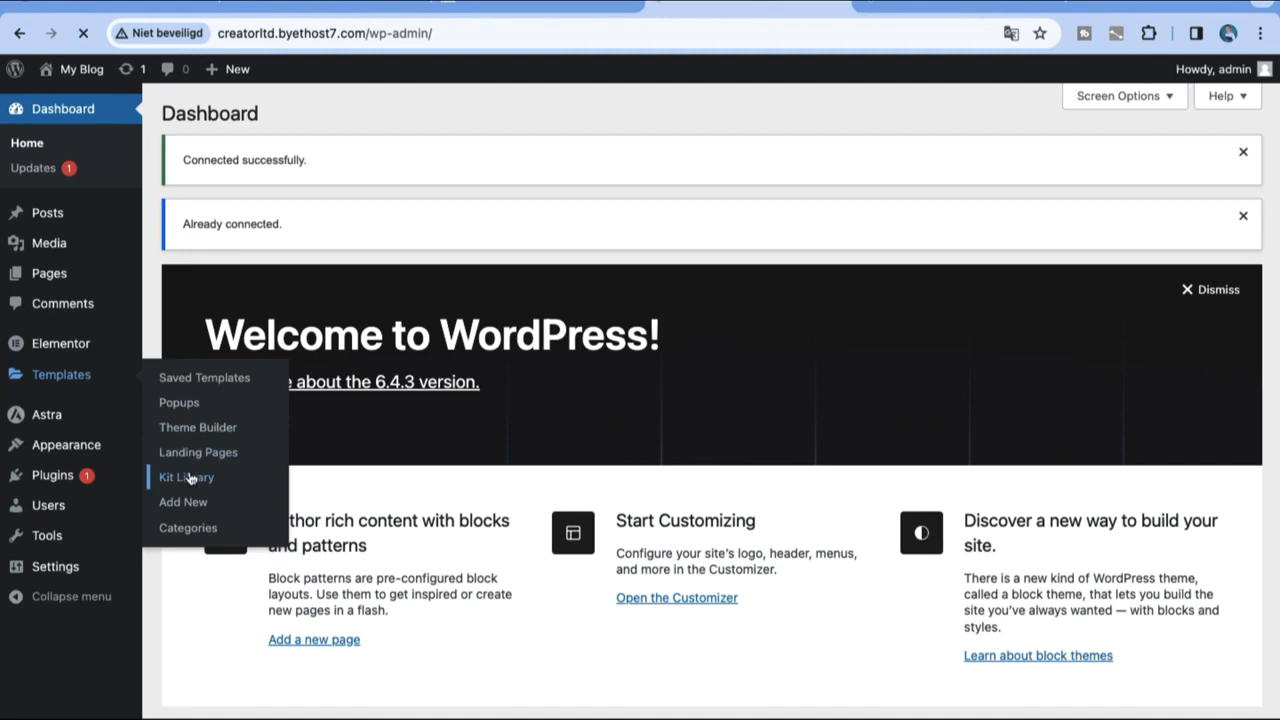 Niet beveiligd creatorltd.byethost7.com/wp-admin/
My Blog 1 0 + New Howdy, admin
Dashboard
Home
Updates 1
Posts
Media
Pages
Comments
Elementor
Templates
Astra
Appearance
Plugins 1
Users
Tools
Settings
Collapse menu
Saved Templates
Popups
Theme Builder
Landing Pages
Kit Library
Add New
Categories
Screen Options Help
Dashboard
Connected successfully.
Already connected.
Dismiss
Welcome to WordPress!
about the 6.4.3 version.
thor rich content with blocks
and patterns
Block patterns are pre-configured block
layouts. Use them to get inspired or create
new pages in a flash.
Add a new page
Start Customizing
Configure your site's logo, header, menus,
and more in the Customizer.
Open the Customizer
Discover a new way to build your
site.
There is a new kind of WordPress theme,
called a block theme, that lets you build the
site you've always wanted — with blocks and
styles.
Learn about block themes